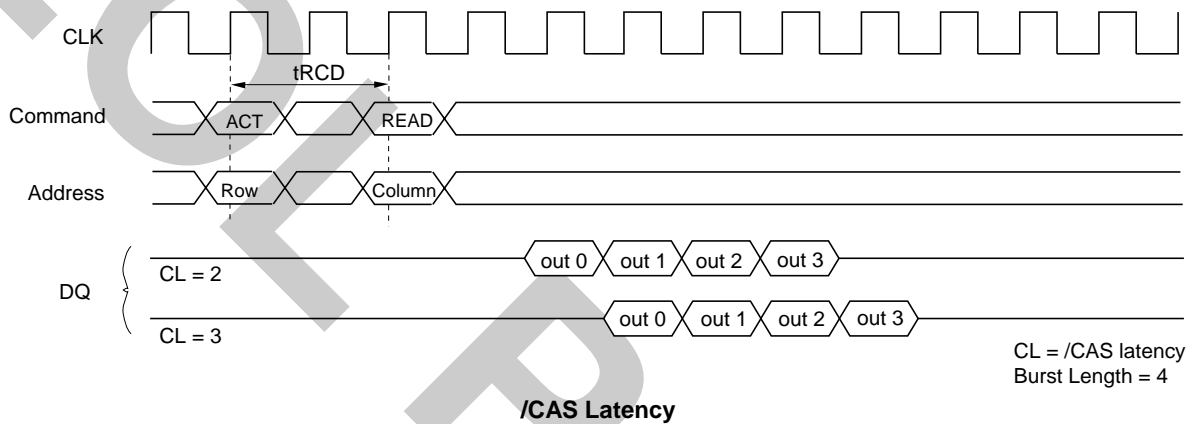 CLK
tRCD
Command ACT READ
Address Row Column
DQ
CL = 2 out 0 out 1 out 2 out 3
CL = 3 out 0 out 1 out 2 out 3
CL = /CAS latency
Burst Length = 4
/CAS Latency